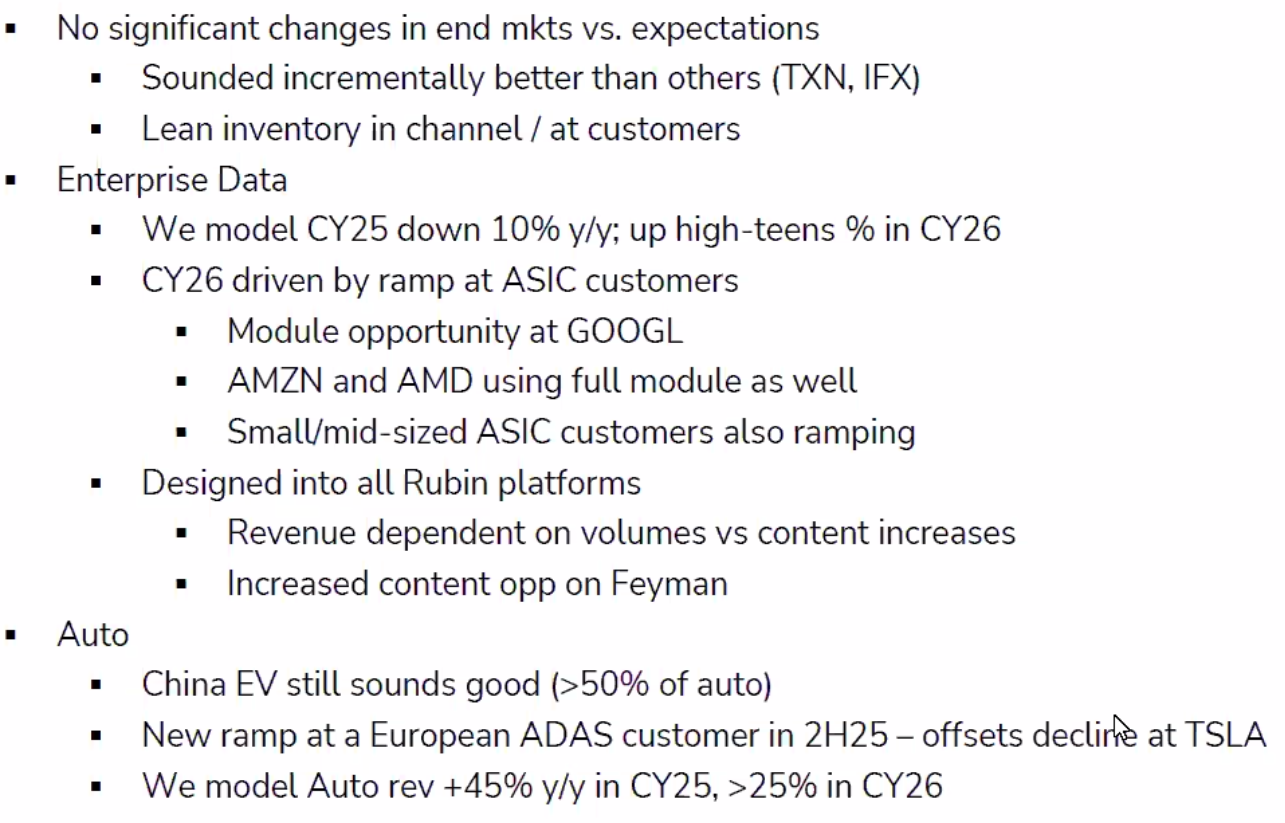 ▪ No significant changes in end mkts vs. expectations
▪ Sounded incrementally better than others (TXN, IFX)
▪ Lean inventory in channel / at customers
▪ Enterprise Data
▪ We model CY25 down 10% y/y; up high-teens % in CY26
▪ CY26 driven by ramp at ASIC customers
▪ Module opportunity at GOOGL
▪ AMZN and AMD using full module as well
▪ Small/mid-sized ASIC customers also ramping
▪ Designed into all Rubin platforms
▪ Revenue dependent on volumes vs content increases
▪ Increased content opp on Feyman
▪ Auto
▪ China EV still sounds good (>50% of auto)
▪ New ramp at a European ADAS customer in 2H25 – offsets decline at TSLA
▪ We model Auto rev +45% y/y in CY25, >25% in CY26